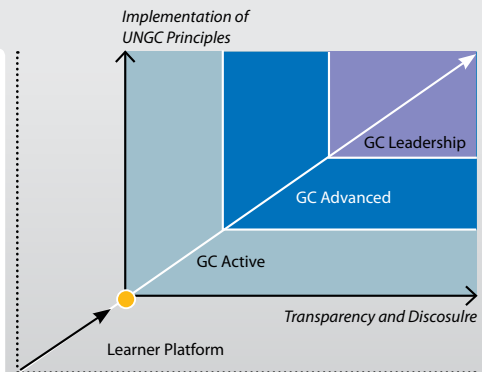 Implementation of
UNGC Principles
GC Leadership
GC Advanced
GC Active
Transparency and Discosulre
Learner Platform